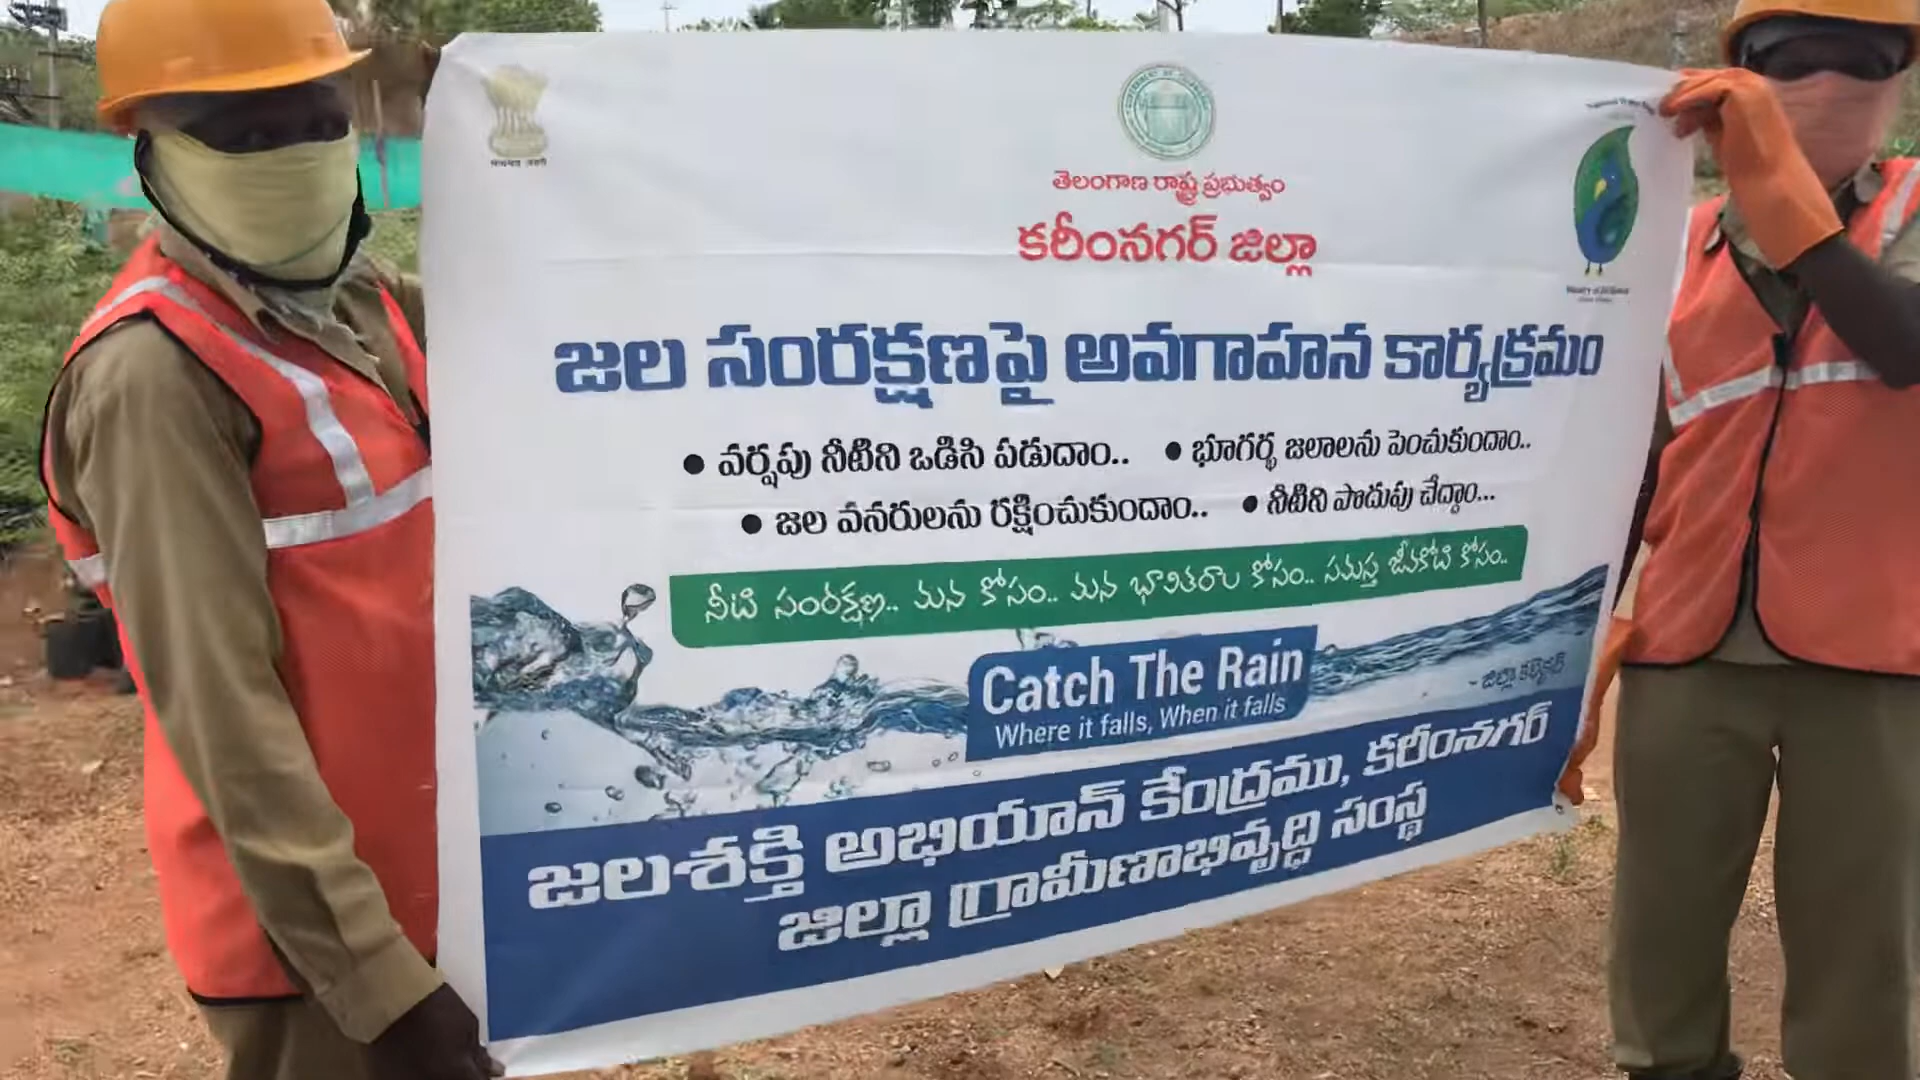 తెలంగాణ రాష్ట్ర ప్రభుత్వం
కరీంనగర్ జిల్లా
జల సంరక్షణపై అవగాహన కార్యక్రమం
• వర్షపు నీటిని ఒడిసి పడుదాం.. • భూగర్భ జలాలను పెంచుకుందాం..
• జల వనరులను రక్షించుకుందాం.. • నీటిని పొదుపు చేద్దాం...
నీటి సంరక్షణ.. మన కోసం.. మన భావితరాల కోసం.. సమస్త జీవకోటి కోసం..
Catch The Rain
Where it falls, When it falls
- జిల్లా కలెక్టర్
జలశక్తి అభియాన్ కేంద్రము, కరీంనగర్
జిల్లా గ్రామీణాభివృద్ధి సంస్థ